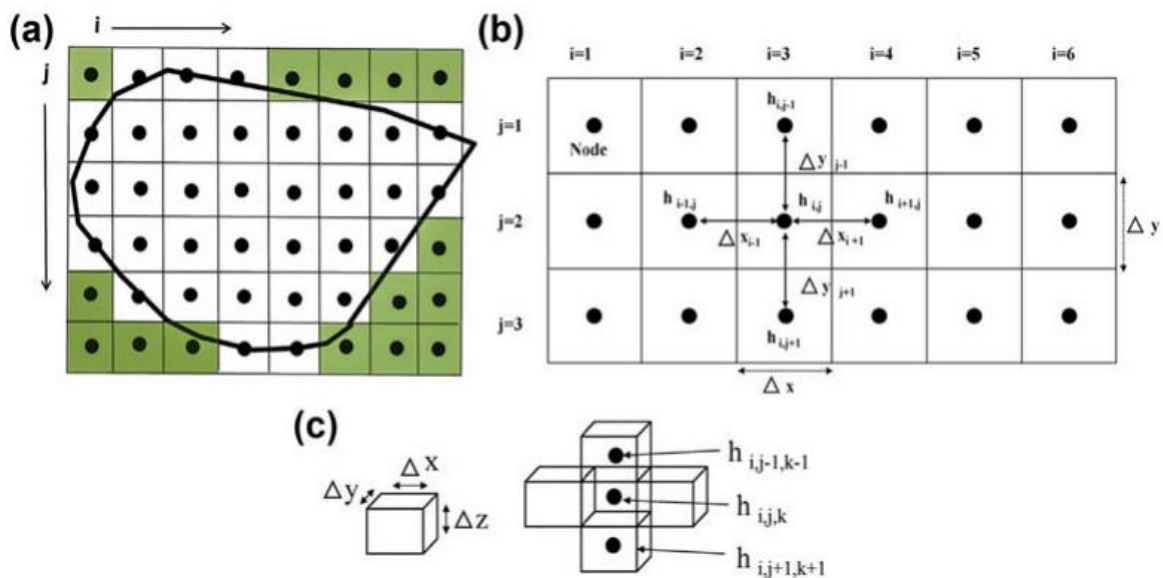 (a)
i
j
(b)
i=1 i=2 i=3 i=4 i=5 i=6
j=1
j=2
j=3
Node
h i,j-1
△ y j-1
h i-1,j
h i,j
h i+1,j
△ x i-1
△ x i+1
△ y
△ y j+1
h i,j+1
△ x
(c)
△ x
△y
△z
h i,j-1,k-1
h i,j,k
h i,j+1,k+1